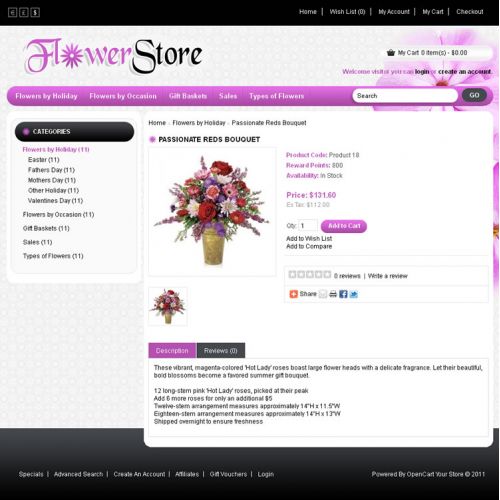 € £ $
Home | Wish List (0) | My Account | My Cart | Checkout
FlowerStore
My Cart 0 item(s) - $0.00
Welcome visitor you can login or create an account.
Flowers by Holiday Flowers by Occasion Gift Baskets Sales Types of Flowers
Search GO
CATEGORIES
Flowers by Holiday (11)
Easter (11)
Fathers Day (11)
Mothers Day (11)
Other Holiday (11)
Valentines Day (11)
Flowers by Occasion (11)
Gift Baskets (11)
Sales (11)
Types of Flowers (11)
Home › Flowers by Holiday › Passionate Reds Bouquet
PASSIONATE REDS BOUQUET
Product Code: Product 18
Reward Points: 800
Availability: In Stock
Price: $131.60
Ex Tax: $112.00
Qty: 1 Add to Cart
Add to Wish List
Add to Compare
0 reviews | Write a review
Share
Description Reviews (0)
These vibrant, magenta-colored 'Hot Lady' roses boast large flower heads with a delicate fragrance. Let their beautiful,
bold blossoms become a favored summer gift bouquet.
12 long-stem pink 'Hot Lady' roses, picked at their peak
Add 6 more roses for only an additional $5
Twelve-stem arrangement measures approximately 14"H x 11.5"W
Eighteen-stem arrangement measures approximately 14"H x 13"W
Shipped overnight to ensure freshness
Specials | Advanced Search | Create An Account | Affiliates | Gift Vouchers | Login
Powered By OpenCart Your Store © 2011